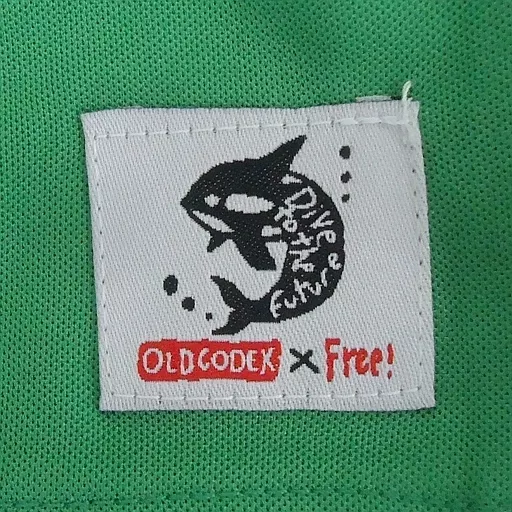 Dive
to the
Future
OLDCODEX × Free!